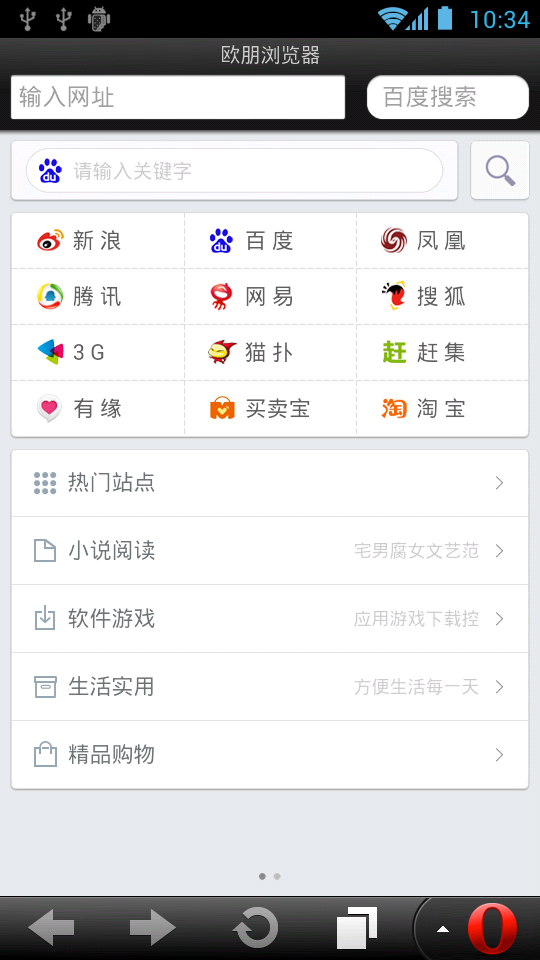 10:34
欧朋浏览器
输入网址 百度搜索
du 请输入关键字
新浪 du 百度 凤凰
腾讯 网易 搜狐
3G 猫扑 赶 赶集
有缘 买卖宝 淘 淘宝
热门站点
小说阅读 宅男腐女文艺范
软件游戏 应用游戏下载控
生活实用 方便生活每一天
精品购物